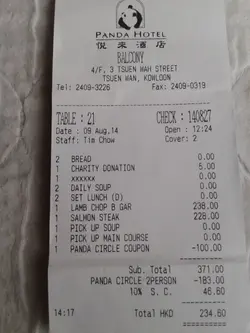 PANDA HOTEL
悅來酒店
BALCONY
4/F, 3 TSUEN WAH STREET
TSUEN WAN, KOWLOON
Tel: 2409-3226 Fax: 2409-0319
TABLE : 21 CHECK : 140827
Date : 09 Aug,14 Open : 12:24
Staff : Tim Chow Cover : 2
2 BREAD 0.00
1 CHARITY DONATION 5.00
1 xxxxxx 0.00
2 DAILY SOUP 0.00
2 SET LUNCH (D) 0.00
1 LAMB CHOP B GAR 238.00
1 SALMON STEAK 228.00
1 PICK UP SOUP 0.00
1 PICK UP MAIN COURSE 0.00
1 PANDA CIRCLE COUPON -100.00
Sub. Total 371.00
PANDA CIRCLE 2PERSON -183.00
10% S. C. 46.60
14:17 Total HKD 234.60